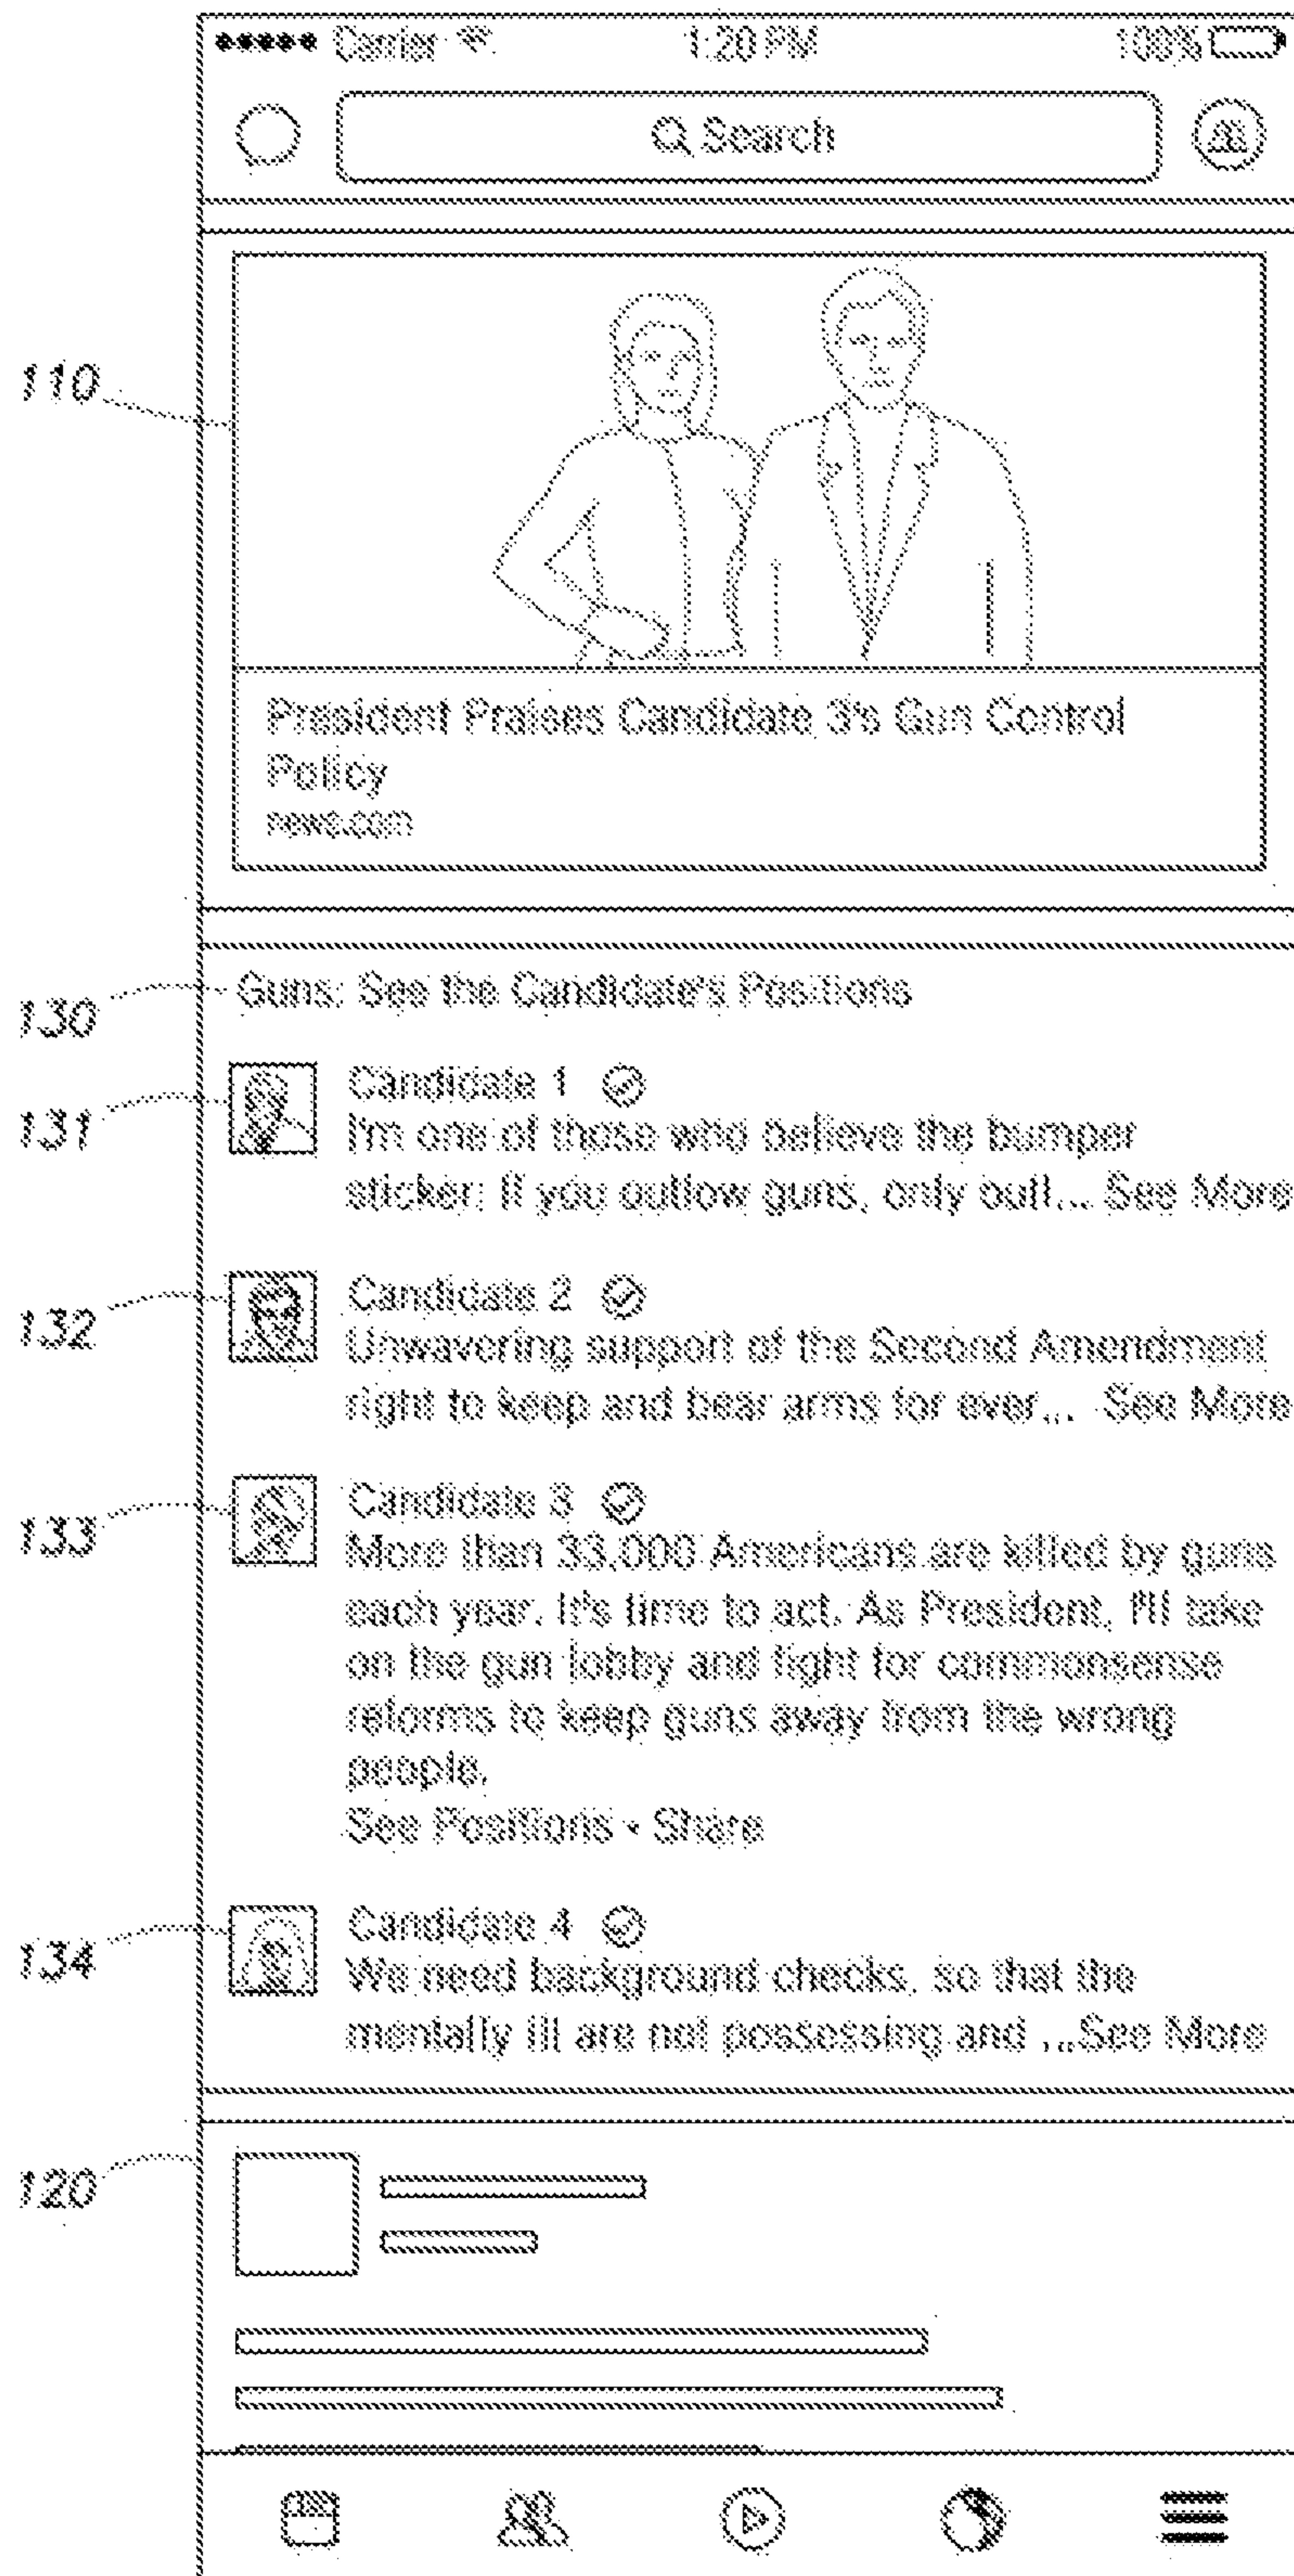 Carrier 1:20 PM 100%
Search
110
President Praises Candidate 3's Gun Control
Policy
news.com
130
Guns: See the Candidate's Positions
131
Candidate 1
I'm one of those who believe the bumper
sticker: If you outlow guns, only outl... See More
132
Candidate 2
Unwavering support of the Second Amendment
right to keep and bear arms for ever... See More
133
Candidate 3
More than 33,000 Americans are killed by guns
each year. It's time to act. As President, I'll take
on the gun lobby and fight for commonsense
reforms to keep guns away from the wrong
people.
See Positions • Share
134
Candidate 4
We need background checks, so that the
mentally ill are not possessing and ...See More
120